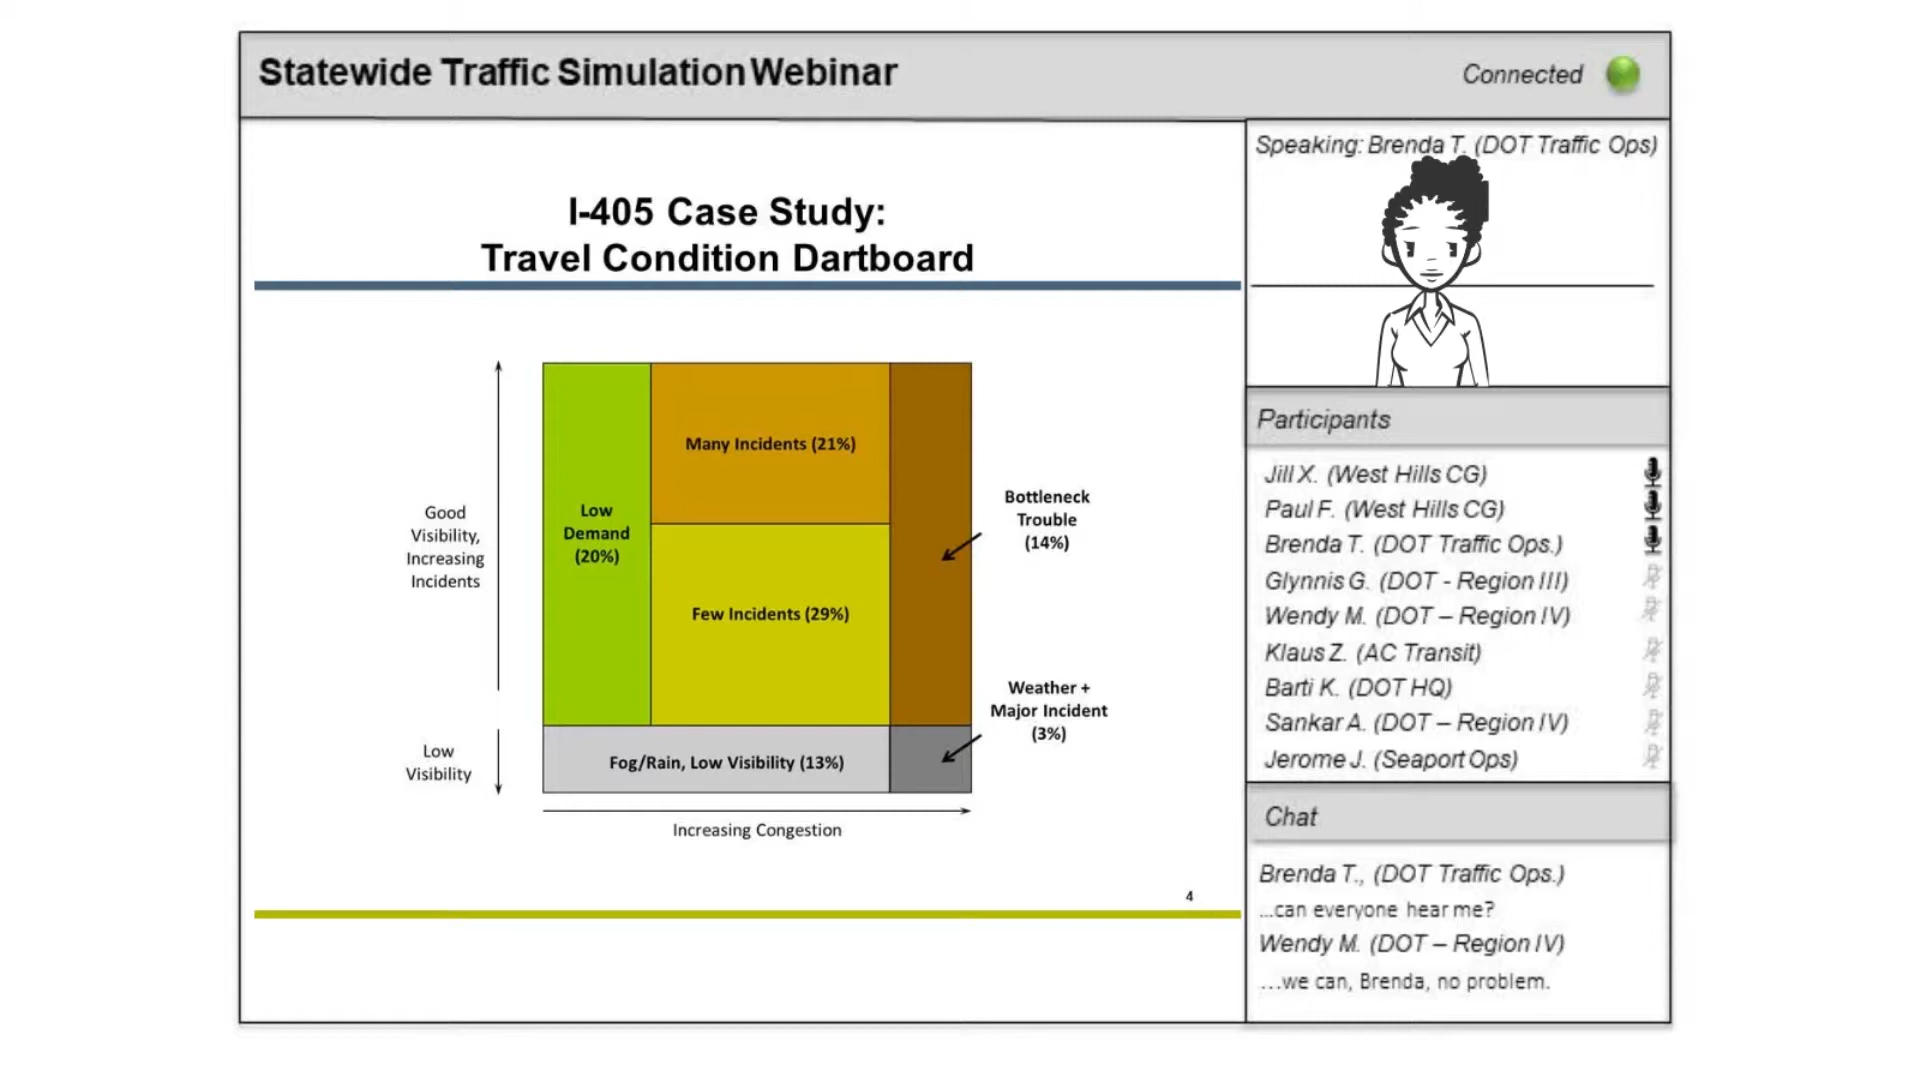 Statewide Traffic Simulation Webinar
Connected
I-405 Case Study:
Travel Condition Dartboard
Good
Visibility,
Increasing
Incidents
Low
Visibility
Low
Demand
(20%)
Many Incidents (21%)
Few Incidents (29%)
Fog/Rain, Low Visibility (13%)
Bottleneck
Trouble
(14%)
Weather +
Major Incident
(3%)
Increasing Congestion
4
Speaking: Brenda T. (DOT Traffic Ops)
Participants
Jill X. (West Hills CG)
Paul F. (West Hills CG)
Brenda T. (DOT Traffic Ops.)
Glynnis G. (DOT - Region III)
Wendy M. (DOT – Region IV)
Klaus Z. (AC Transit)
Barti K. (DOT HQ)
Sankar A. (DOT – Region IV)
Jerome J. (Seaport Ops)
Chat
Brenda T., (DOT Traffic Ops.)
...can everyone hear me?
Wendy M. (DOT – Region IV)
...we can, Brenda, no problem.